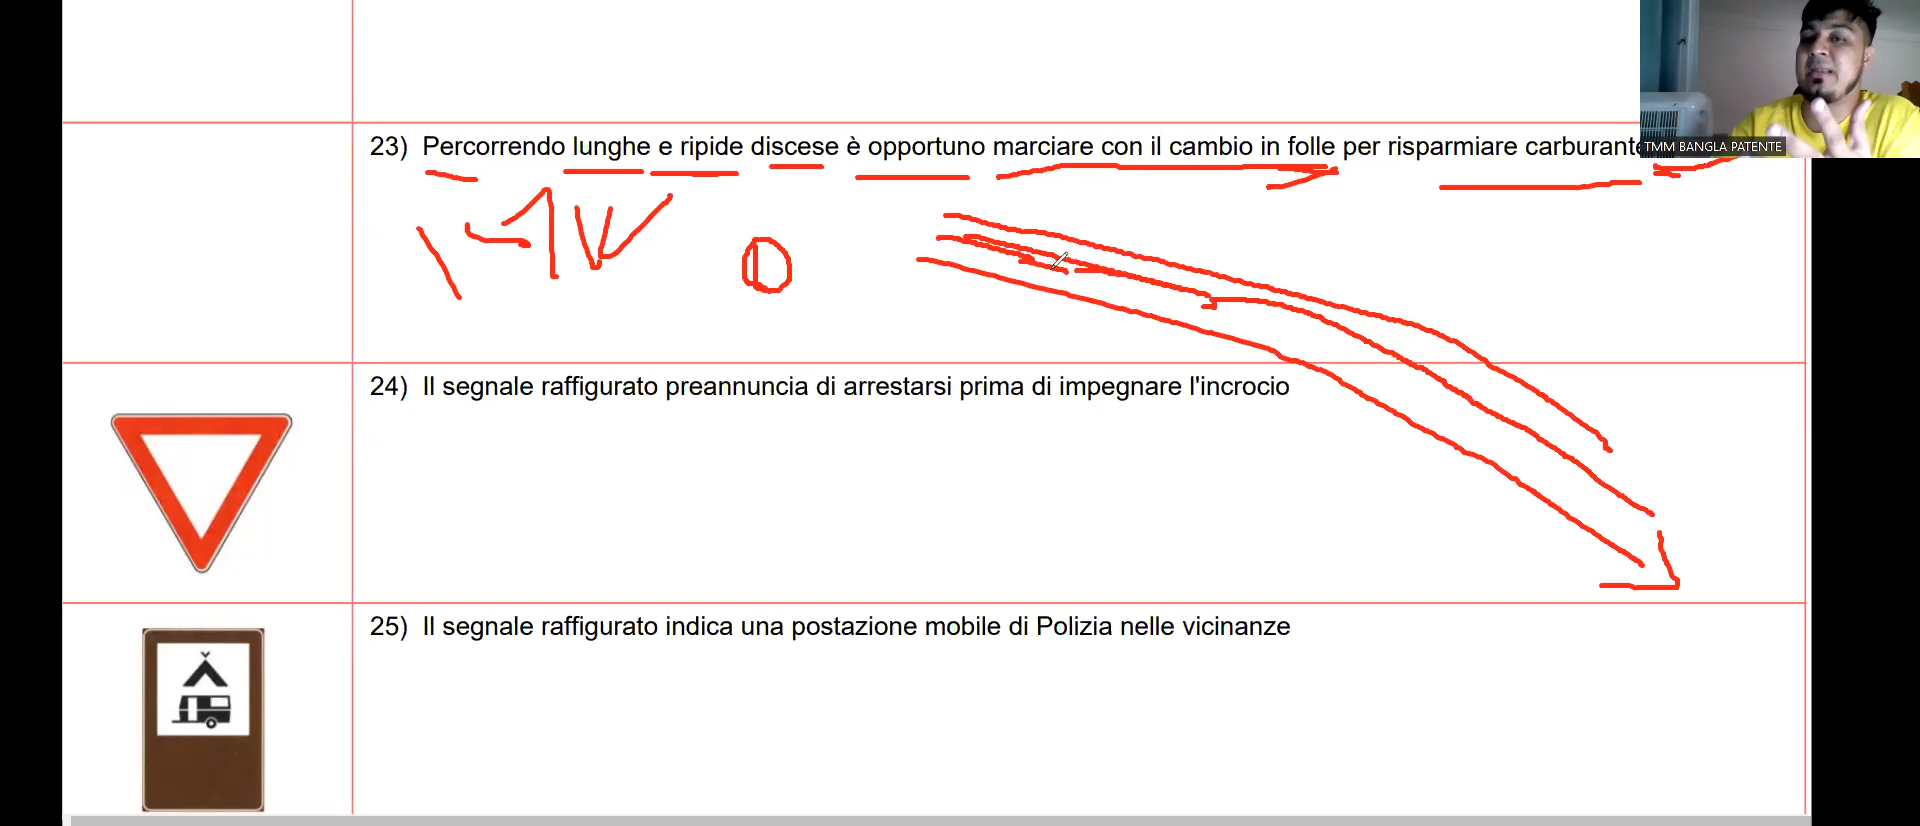 23) Percorrendo lunghe e ripide discese è opportuno marciare con il cambio in folle per risparmiare carburante
TMM BANGLA PATENTE
24) Il segnale raffigurato preannuncia di arrestarsi prima di impegnare l'incrocio
25) Il segnale raffigurato indica una postazione mobile di Polizia nelle vicinanze